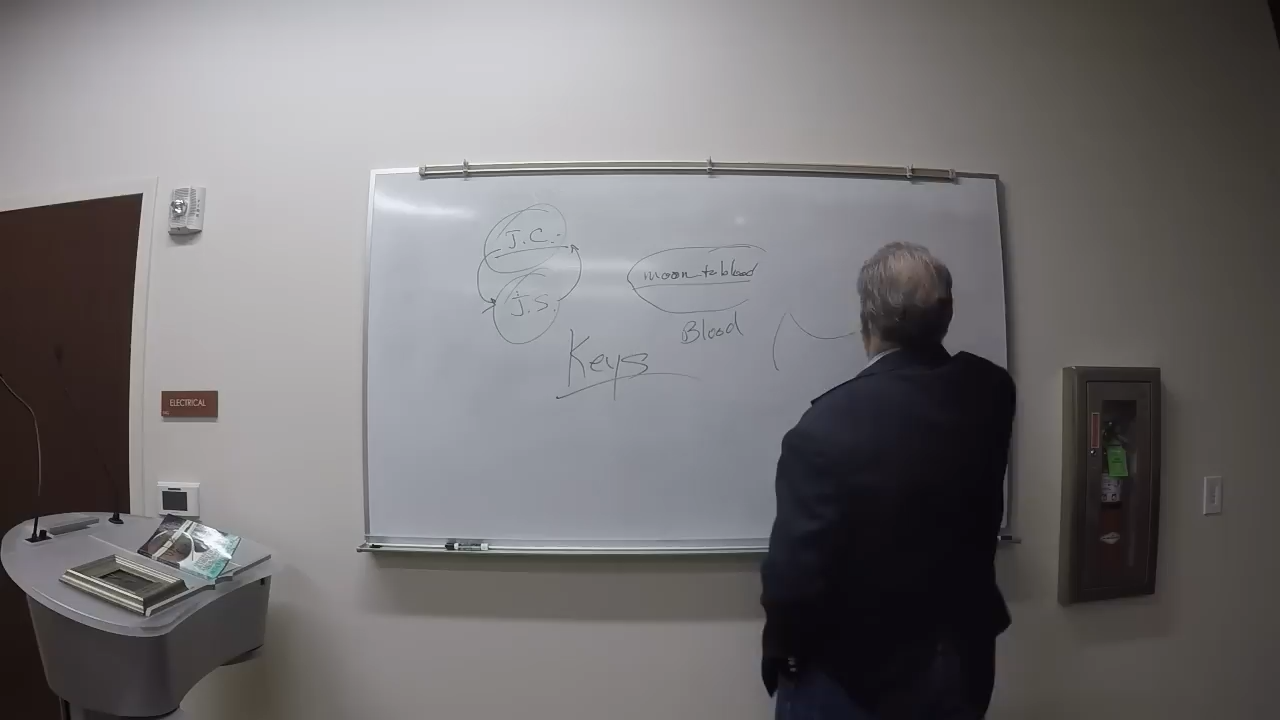 J.C.
J.S.
moon to blood
Blood
Keys
ELECTRICAL